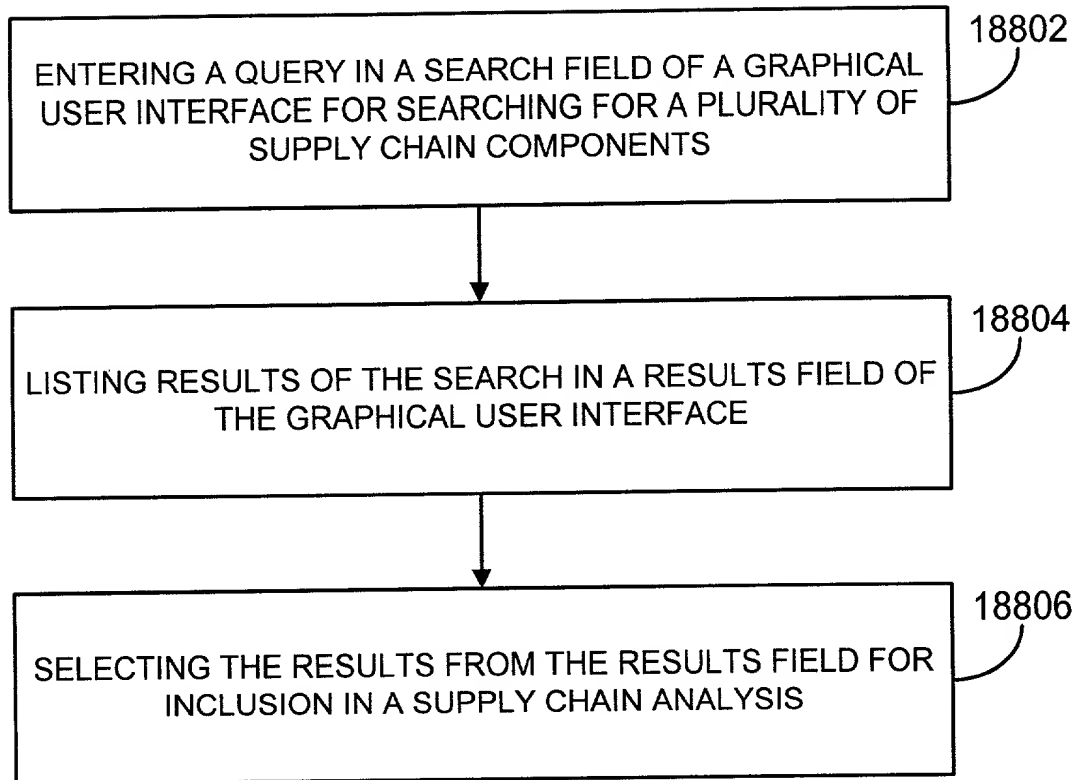 18802
ENTERING A QUERY IN A SEARCH FIELD OF A GRAPHICAL
USER INTERFACE FOR SEARCHING FOR A PLURALITY OF
SUPPLY CHAIN COMPONENTS
18804
LISTING RESULTS OF THE SEARCH IN A RESULTS FIELD OF
THE GRAPHICAL USER INTERFACE
18806
SELECTING THE RESULTS FROM THE RESULTS FIELD FOR
INCLUSION IN A SUPPLY CHAIN ANALYSIS